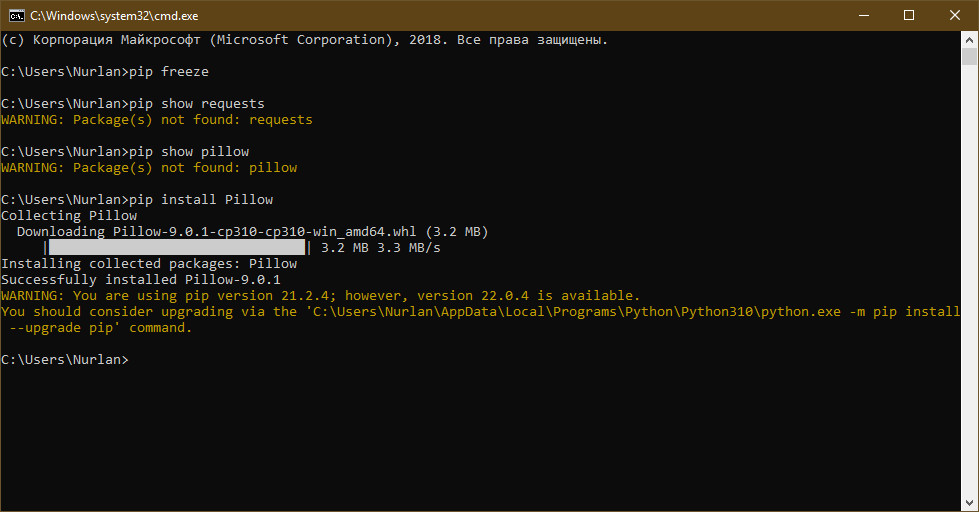 C:\Windows\system32\cmd.exe
(c) Корпорация Майкрософт (Microsoft Corporation), 2018. Все права защищены.
C:\Users\Nurlan>pip freeze
C:\Users\Nurlan>pip show requests
WARNING: Package(s) not found: requests
C:\Users\Nurlan>pip show pillow
WARNING: Package(s) not found: pillow
C:\Users\Nurlan>pip install Pillow
Collecting Pillow
  Downloading Pillow-9.0.1-cp310-cp310-win_amd64.whl (3.2 MB)
     |████████████████████████████████| 3.2 MB 3.3 MB/s
Installing collected packages: Pillow
Successfully installed Pillow-9.0.1
WARNING: You are using pip version 21.2.4; however, version 22.0.4 is available.
You should consider upgrading via the 'C:\Users\Nurlan\AppData\Local\Programs\Python\Python310\python.exe -m pip install
 --upgrade pip' command.
C:\Users\Nurlan>